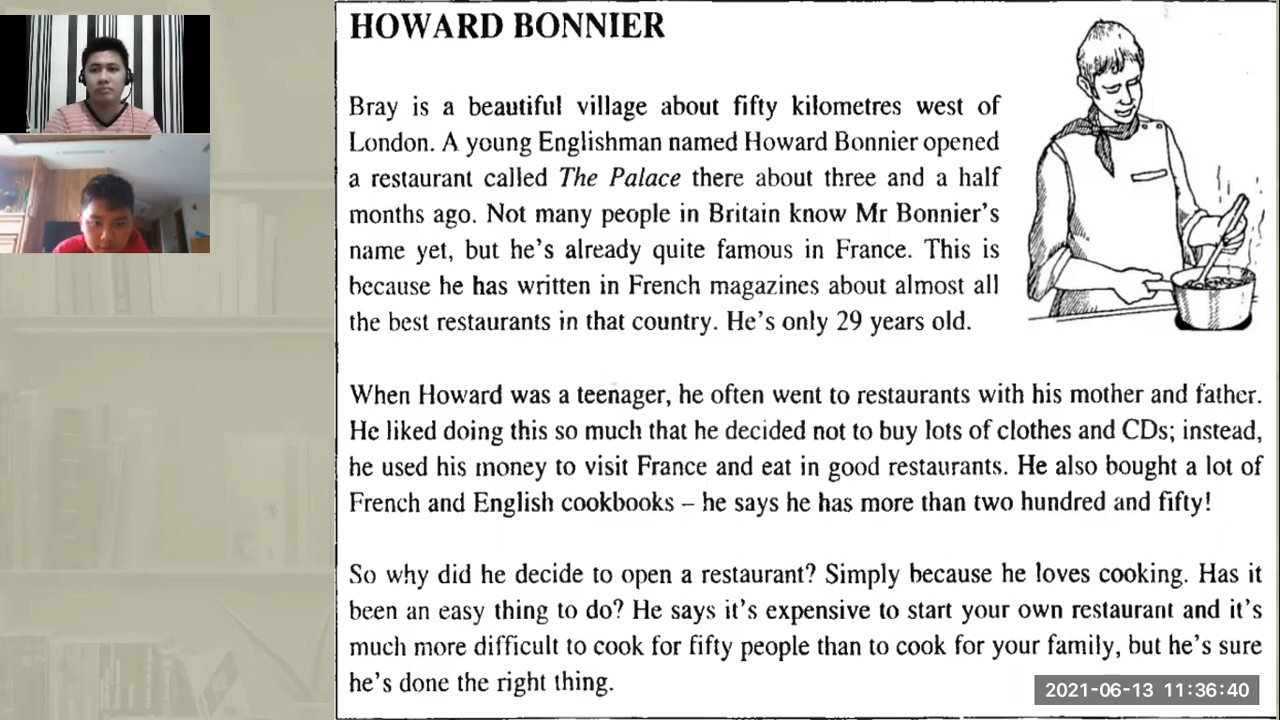 HOWARD BONNIER
Bray is a beautiful village about fifty kilometres west of
London. A young Englishman named Howard Bonnier opened
a restaurant called The Palace there about three and a half
months ago. Not many people in Britain know Mr Bonnier's
name yet, but he's already quite famous in France. This is
because he has written in French magazines about almost all
the best restaurants in that country. He's only 29 years old.
When Howard was a teenager, he often went to restaurants with his mother and father.
He liked doing this so much that he decided not to buy lots of clothes and CDs; instead,
he used his money to visit France and eat in good restaurants. He also bought a lot of
French and English cookbooks – he says he has more than two hundred and fifty!
So why did he decide to open a restaurant? Simply because he loves cooking. Has it
been an easy thing to do? He says it's expensive to start your own restaurant and it's
much more difficult to cook for fifty people than to cook for your family, but he's sure
he's done the right thing.
2021-06-13 11:36:40